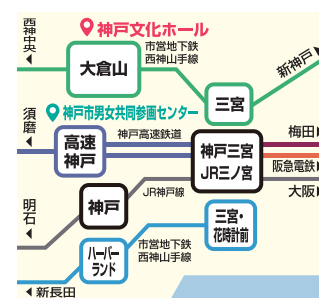 西神中央
神戸文化ホール
市営地下鉄
西神山手線
大倉山
新神戸
三宮
須磨
神戸市男女共同参画センター
神戸高速鉄道
高速
神戸
神戸三宮
JR三ノ宮
梅田
阪急電鉄
大阪
明石
神戸
JR神戸線
三宮・
花時計前
ハーバー
ランド
市営地下鉄
西神山手線
新長田